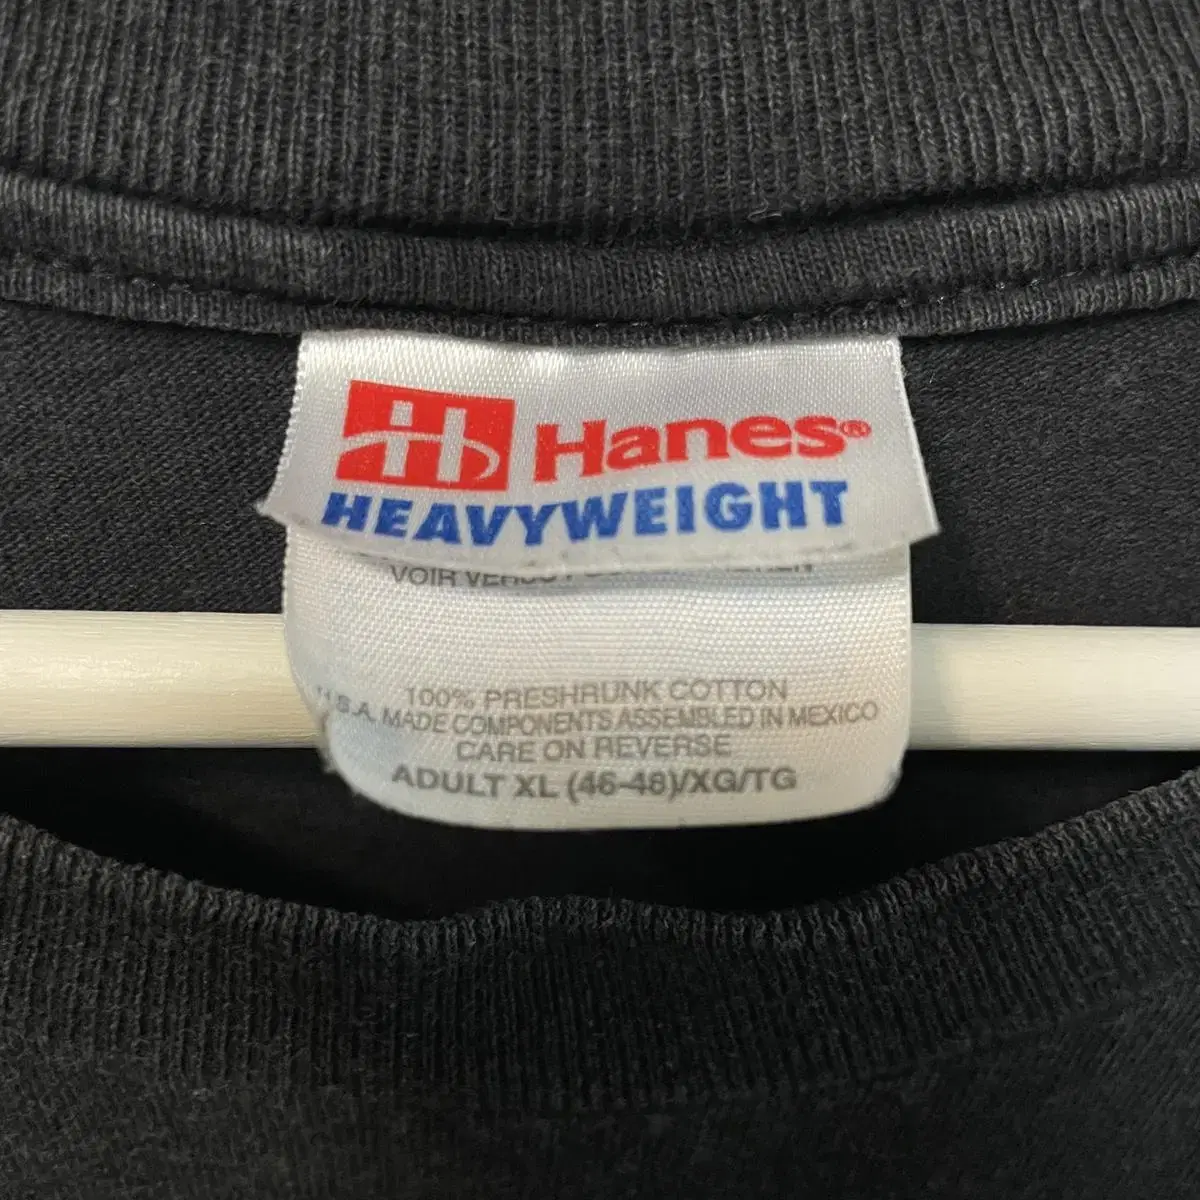 Hanes®
HEAVYWEIGHT
VOIR
100% PRESHRUNK COTTON
U.S.A. MADE COMPONENTS ASSEMBLED IN MEXICO
CARE ON REVERSE
ADULT XL (46-48)/XG/TG